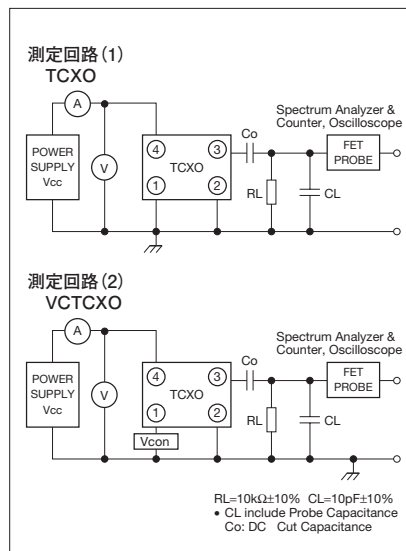 測定回路(1)
TCXO
A
POWER
SUPPLY
Vcc
V
4
3
TCXO
1
2
Co
RL
CL
Spectrum Analyzer &
Counter, Oscilloscope
FET
PROBE
測定回路(2)
VCTCXO
A
POWER
SUPPLY
Vcc
V
4
3
TCXO
1
2
Vcon
Co
RL
CL
Spectrum Analyzer &
Counter, Oscilloscope
FET
PROBE
RL=10kΩ±10% CL=10pF±10%
• CL include Probe Capacitance
Co: DC Cut Capacitance